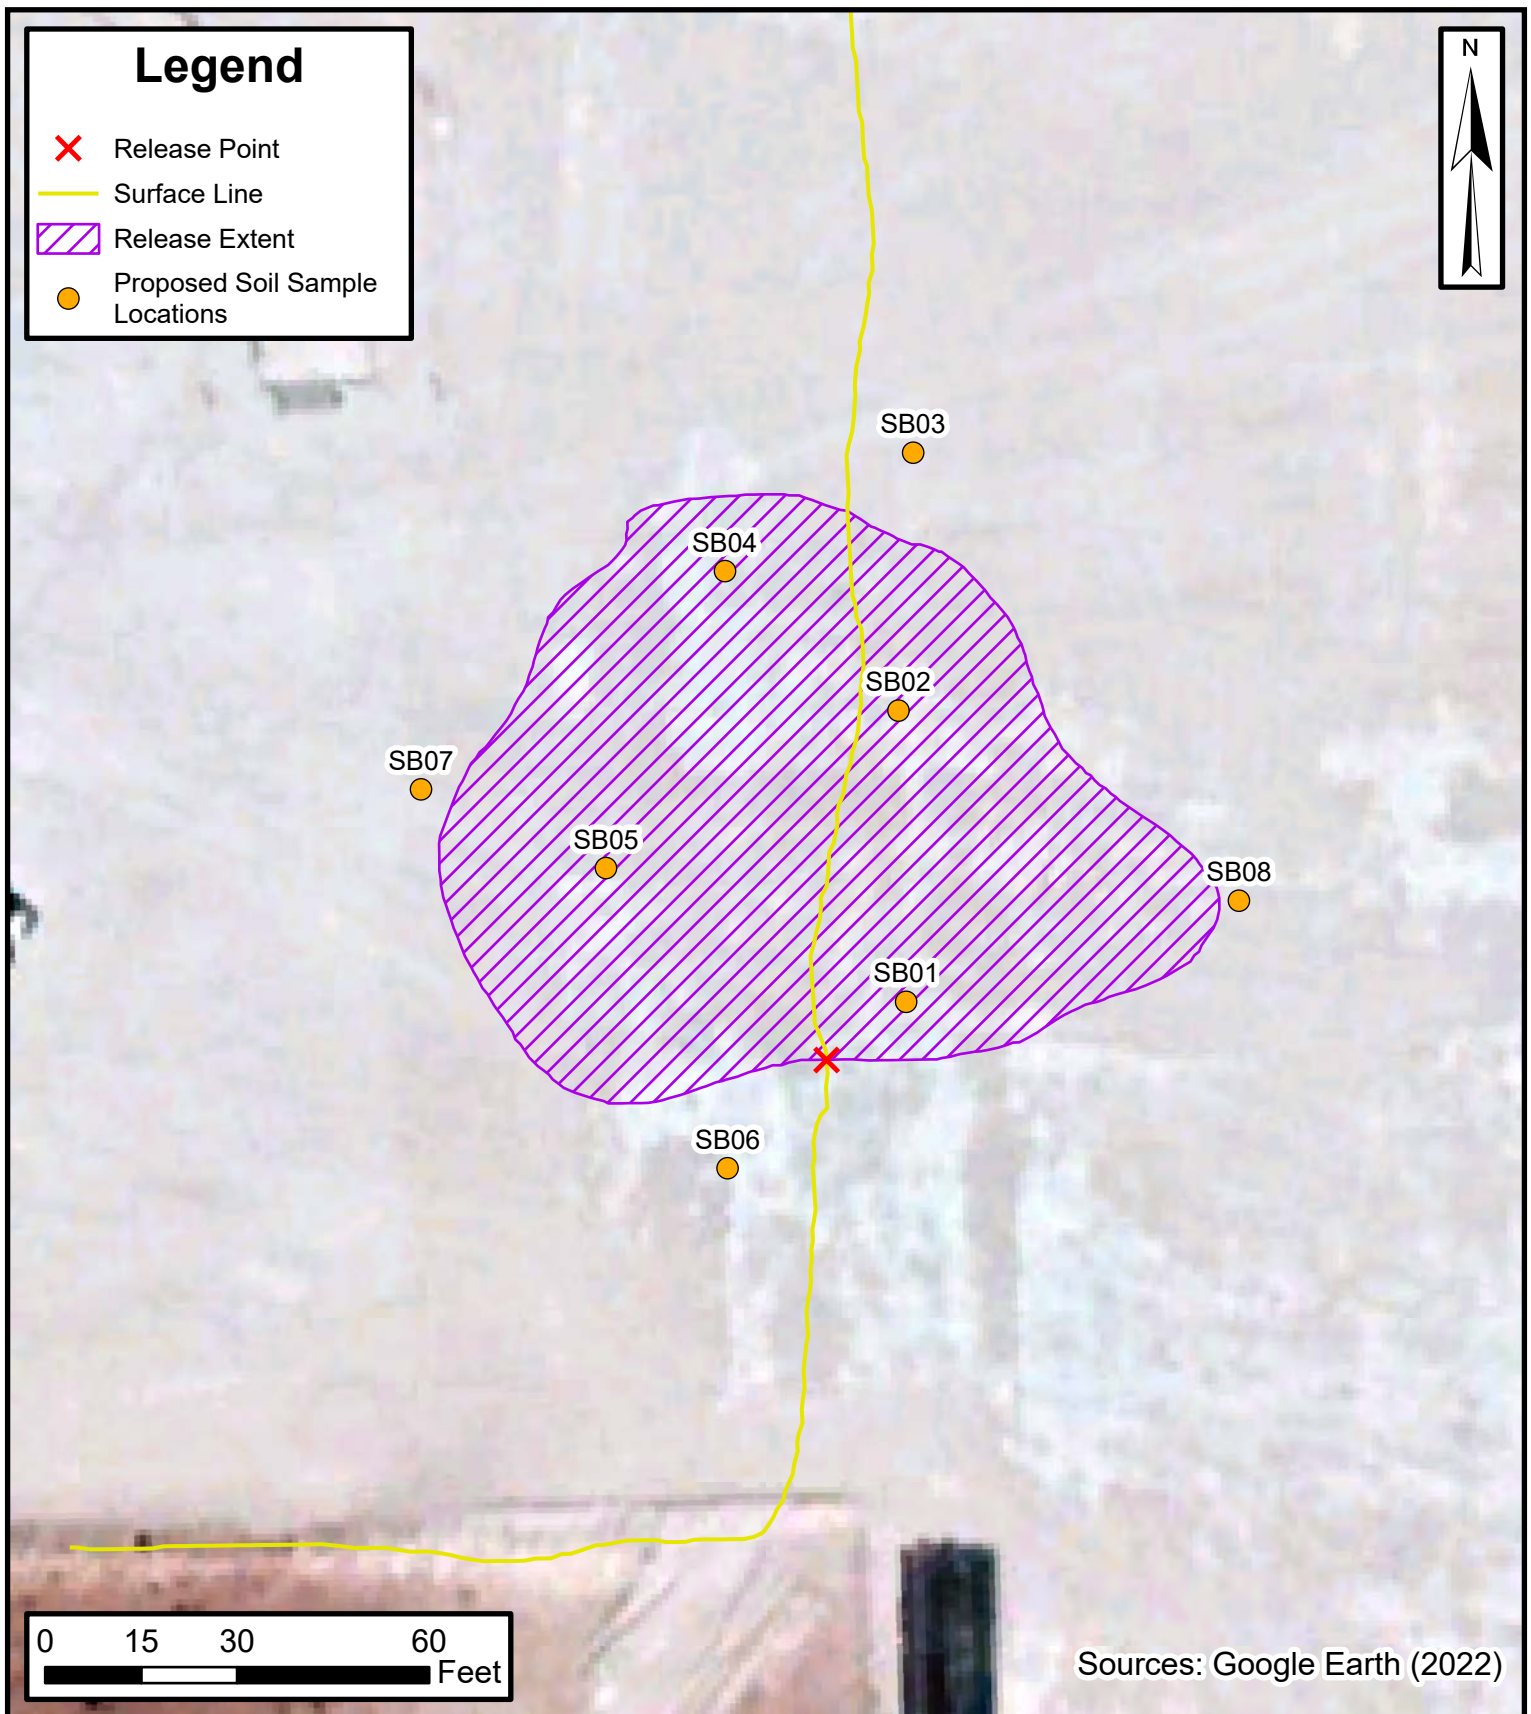 Legend
Release Point
Surface Line
Release Extent
Proposed Soil Sample
Locations
N
SB03
SB04
SB02
SB07
SB05
SB08
SB01
SB06
0 15 30 60
Feet
Sources: Google Earth (2022)